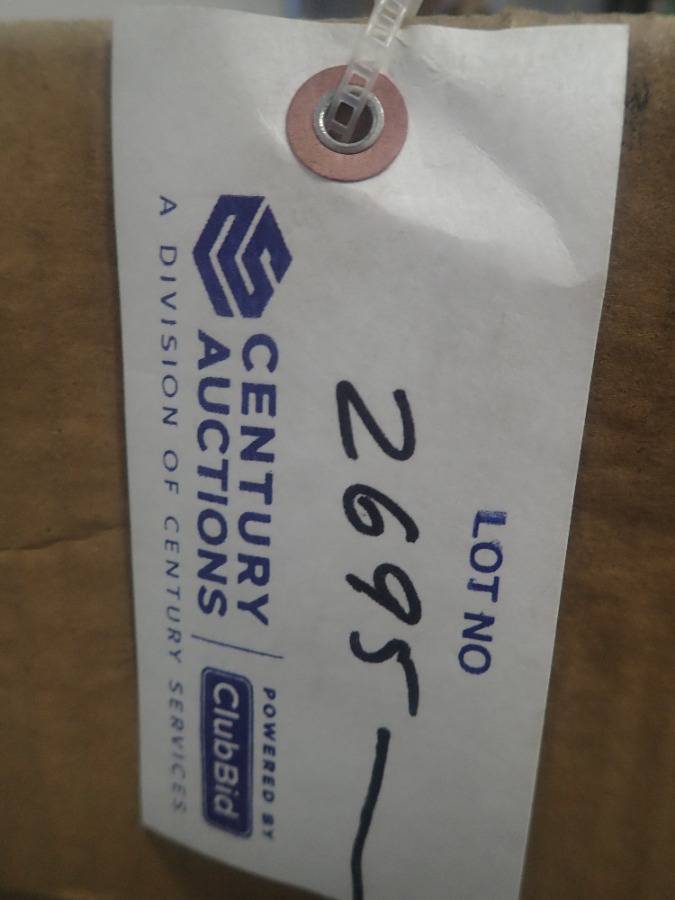 LOT NO
2695
CENTURY
AUCTIONS
POWERED BY
ClubBid
A DIVISION OF CENTURY SERVICES